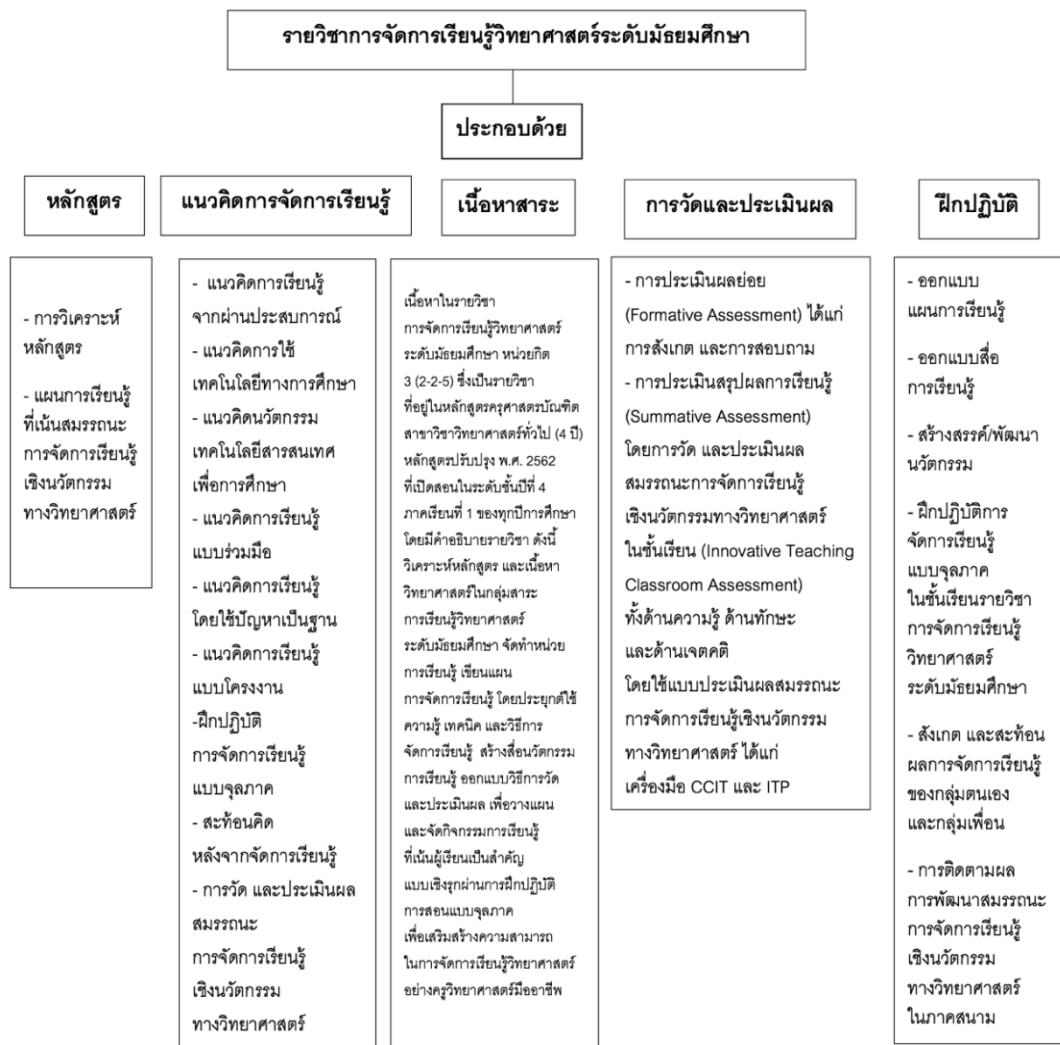 รายวิชาการจัดการเรียนรู้วิทยาศาสตร์ระดับมัธยมศึกษา
ประกอบด้วย
หลักสูตร
- การวิเคราะห์
หลักสูตร
- แผนการเรียนรู้
ที่เน้นสมรรถนะ
การจัดการเรียนรู้
เชิงนวัตกรรม
ทางวิทยาศาสตร์
แนวคิดการจัดการเรียนรู้
- แนวคิดการเรียนรู้
จากผ่านประสบการณ์
- แนวคิดการใช้
เทคโนโลยีทางการศึกษา
- แนวคิดนวัตกรรม
เทคโนโลยีสารสนเทศ
เพื่อการศึกษา
- แนวคิดการเรียนรู้
แบบร่วมมือ
- แนวคิดการเรียนรู้
โดยใช้ปัญหาเป็นฐาน
- แนวคิดการเรียนรู้
แบบโครงงาน
-ฝึกปฏิบัติ
การจัดการเรียนรู้
แบบจุลภาค
- สะท้อนคิด
หลังจากจัดการเรียนรู้
- การวัด และประเมินผล
สมรรถนะ
การจัดการเรียนรู้
เชิงนวัตกรรม
ทางวิทยาศาสตร์
เนื้อหาสาระ
เนื้อหาในรายวิชา
การจัดการเรียนรู้วิทยาศาสตร์
ระดับมัธยมศึกษา หน่วยกิต
3 (2-2-5) ซึ่งเป็นรายวิชา
ที่อยู่ในหลักสูตรครุศาสตรบัณฑิต
สาขาวิชาวิทยาศาสตร์ทั่วไป (4 ปี)
หลักสูตรปรับปรุง พ.ศ. 2562
ที่เปิดสอนในระดับชั้นปีที่ 4
ภาคเรียนที่ 1 ของทุกปีการศึกษา
โดยมีคำอธิบายรายวิชา ดังนี้
วิเคราะห์หลักสูตร และเนื้อหา
วิทยาศาสตร์ในกลุ่มสาระ
การเรียนรู้วิทยาศาสตร์
ระดับมัธยมศึกษา จัดทำหน่วย
การเรียนรู้ เขียนแผน
การจัดการเรียนรู้ โดยประยุกต์ใช้
ความรู้ เทคนิค และวิธีการ
จัดการเรียนรู้ สร้างสื่อนวัตกรรม
การเรียนรู้ ออกแบบวิธีการวัด
และประเมินผล เพื่อวางแผน
และจัดกิจกรรมการเรียนรู้
ที่เน้นผู้เรียนเป็นสำคัญ
แบบเชิงรุกผ่านการฝึกปฏิบัติ
การสอนแบบจุลภาค
เพื่อเสริมสร้างความสามารถ
ในการจัดการเรียนรู้วิทยาศาสตร์
อย่างครูวิทยาศาสตร์มืออาชีพ
การวัดและประเมินผล
- การประเมินผลย่อย
(Formative Assessment) ได้แก่
การสังเกต และการสอบถาม
- การประเมินสรุปผลการเรียนรู้
(Summative Assessment)
โดยการวัด และประเมินผล
สมรรถนะการจัดการเรียนรู้
เชิงนวัตกรรมทางวิทยาศาสตร์
ในชั้นเรียน (Innovative Teaching
Classroom Assessment)
ทั้งด้านความรู้ ด้านทักษะ
และด้านเจตคติ
โดยใช้แบบประเมินผลสมรรถนะ
การจัดการเรียนรู้เชิงนวัตกรรม
ทางวิทยาศาสตร์ ได้แก่
เครื่องมือ CCIT และ ITP
ฝึกปฏิบัติ
- ออกแบบ
แผนการเรียนรู้
- ออกแบบสื่อ
การเรียนรู้
- สร้างสรรค์/พัฒนา
นวัตกรรม
- ฝึกปฏิบัติการ
จัดการเรียนรู้
แบบจุลภาค
ในชั้นเรียนรายวิชา
การจัดการเรียนรู้
วิทยาศาสตร์
ระดับมัธยมศึกษา
- สังเกต และสะท้อน
ผลการจัดการเรียนรู้
ของกลุ่มตนเอง
และกลุ่มเพื่อน
- การติดตามผล
การพัฒนาสมรรถนะ
การจัดการเรียนรู้
เชิงนวัตกรรม
ทางวิทยาศาสตร์
ในภาคสนาม